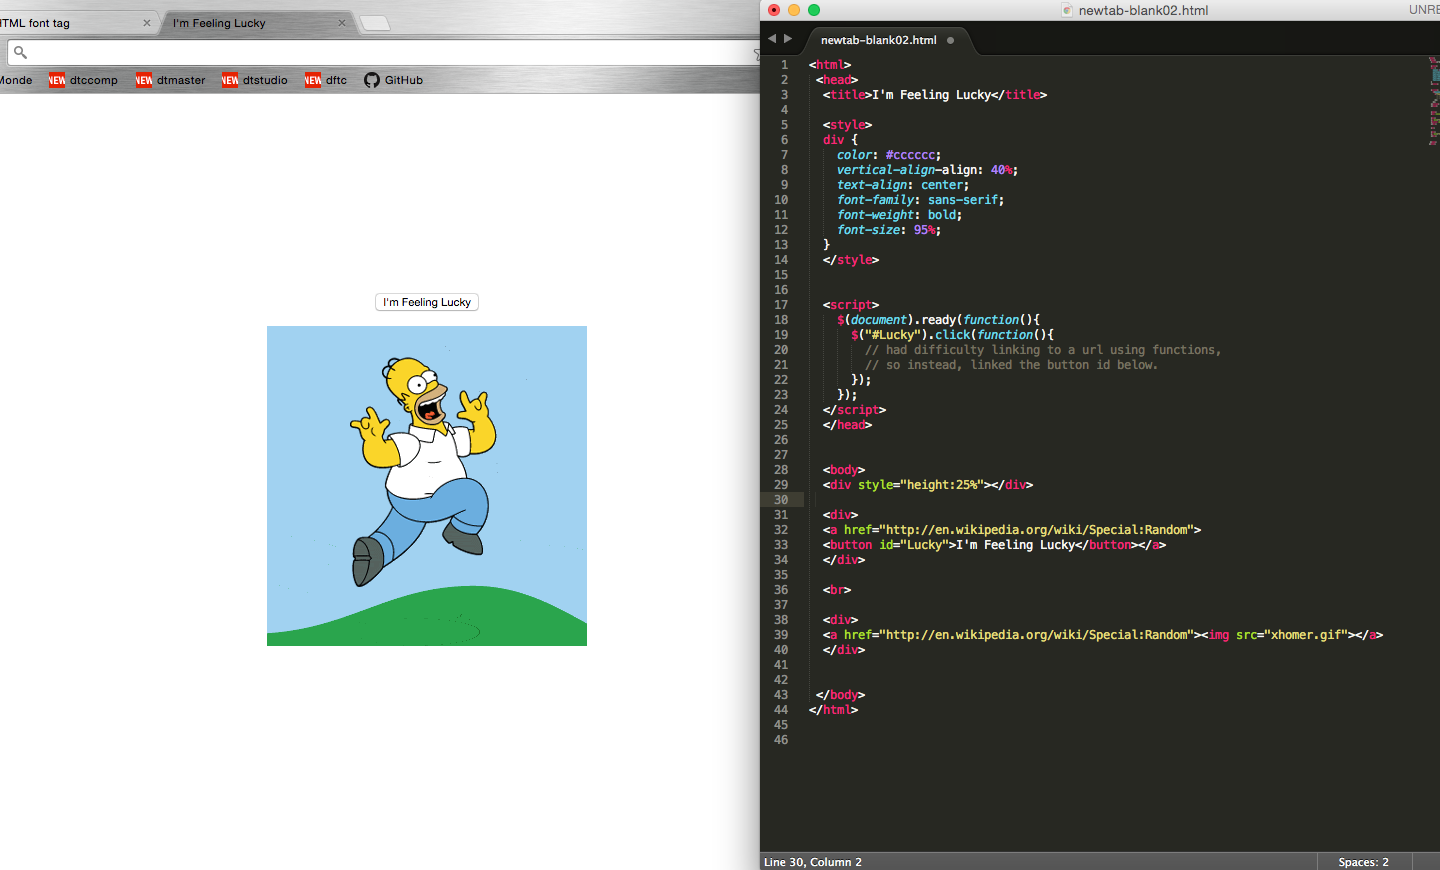 HTML font tag
I'm Feeling Lucky
Monde
NEW dtccomp
NEW dtmaster
NEW dtstudio
NEW dftc
GitHub
I'm Feeling Lucky
newtab-blank02.html
UNRE
newtab-blank02.html
1 <html>
2 <head>
3 <title>I'm Feeling Lucky</title>
4
5 <style>
6 div {
7 color: #cccccc;
8 vertical-align-align: 40%;
9 text-align: center;
10 font-family: sans-serif;
11 font-weight: bold;
12 font-size: 95%;
13 }
14 </style>
15
16
17 <script>
18 $(document).ready(function(){
19 $("#Lucky").click(function(){
20 // had difficulty linking to a url using functions,
21 // so instead, linked the button id below.
22 });
23 });
24 </script>
25 </head>
26
27
28 <body>
29 <div style="height:25%"></div>
30
31 <div>
32 <a href="http://en.wikipedia.org/wiki/Special:Random">
33 <button id="Lucky">I'm Feeling Lucky</button></a>
34 </div>
35
36 <br>
37
38 <div>
39 <a href="http://en.wikipedia.org/wiki/Special:Random"><img src="xhomer.gif"></a>
40 </div>
41
42
43 </body>
44 </html>
45
46
Line 30, Column 2
Spaces: 2